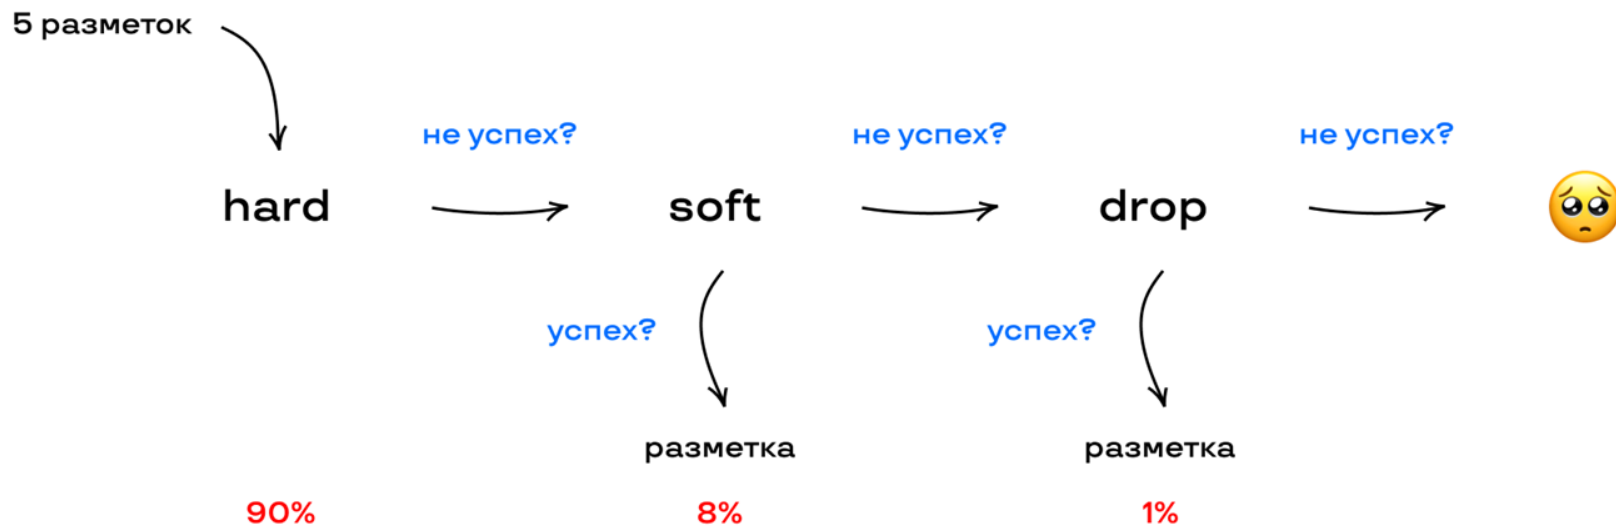 5 разметок
не успех?
не успех?
не успех?
hard
soft
drop
успех?
успех?
разметка
разметка
90%
8%
1%